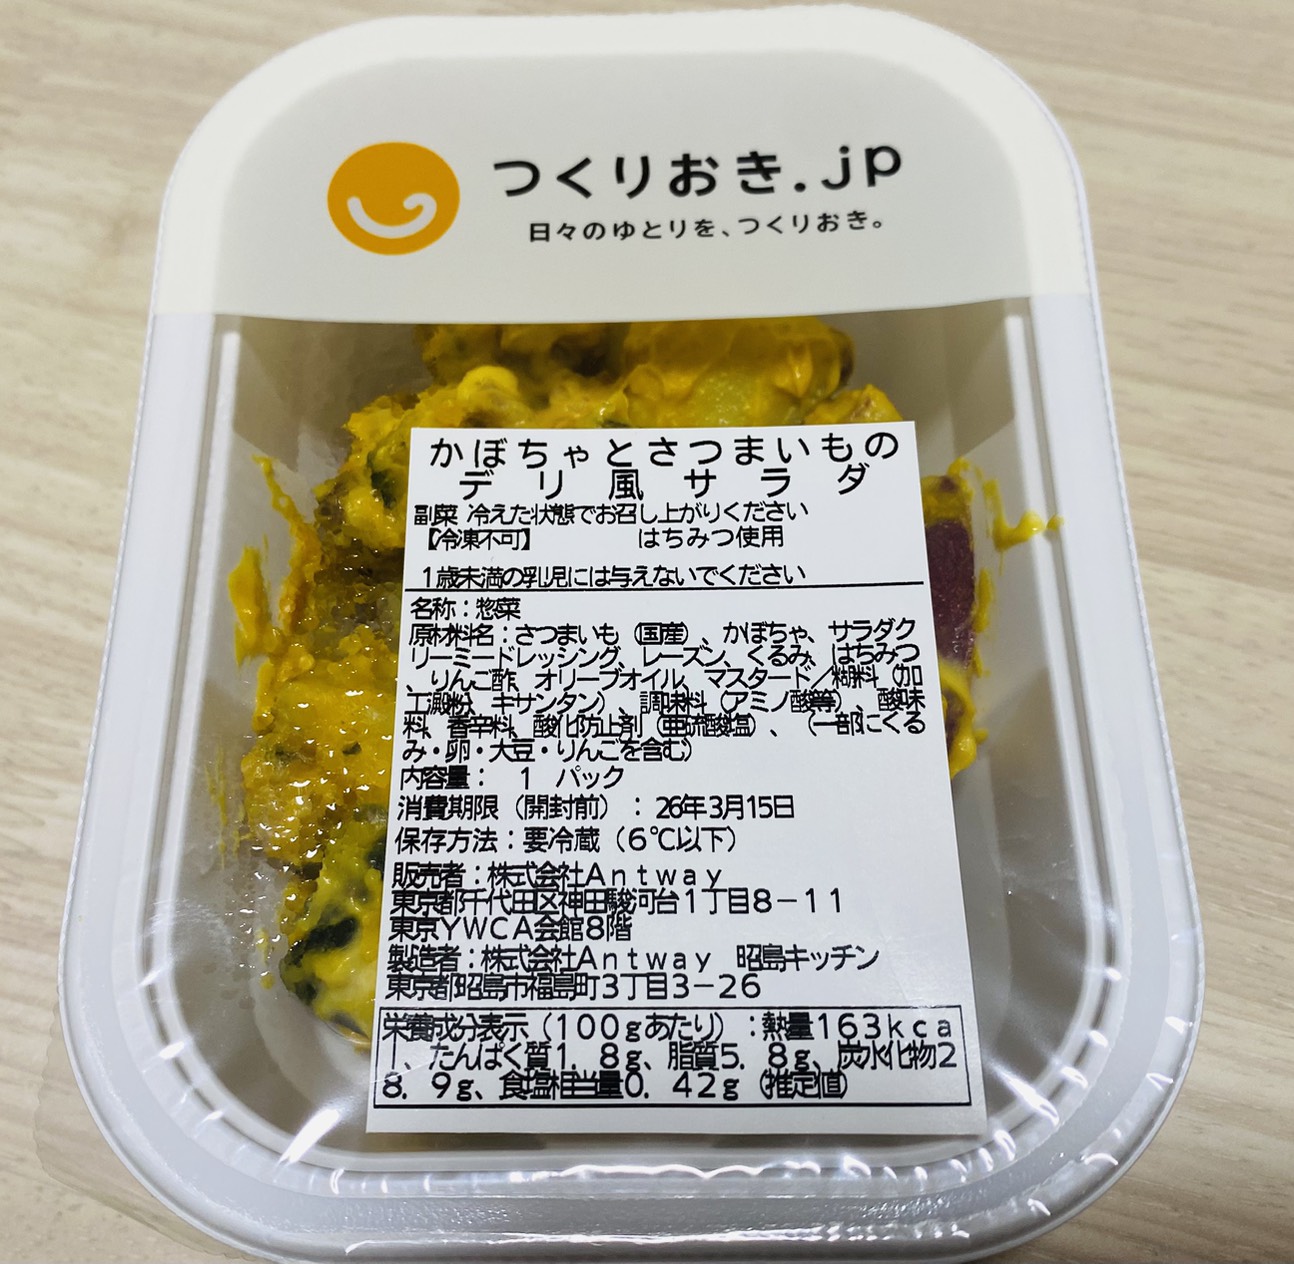 つくりおき.jp
日々のゆとりを、つくりおき。
かぼちゃとさつまいもの
デリ風サラダ
副菜 冷えた状態でお召し上がりください
【冷凍不可】 はちみつ使用
1歳未満の乳児には与えないでください
名称：惣菜
原材料名：さつまいも（国産）、かぼちゃ、サラダク
リーミードレッシング、レーズン、くるみ、はちみつ
、りんご酢、オリーブオイル、マスタード／糊料（加
工澱粉、キサンタン）、調味料（アミノ酸等）、酸味
料、香辛料、酸化防止剤（亜硫酸塩）、（一部にくる
み・卵・大豆・りんごを含む）
内容量： 1 パック
消費期限（開封前）：26年3月15日
保存方法：要冷蔵（6℃以下）
販売者：株式会社Antway
東京都千代田区神田駿河台1丁目8－11
東京YWCA会館8階
製造者：株式会社Antway 昭島キッチン
東京都昭島市福島町3丁目3－26
栄養成分表示（100gあたり）：熱量163kca
l、たんぱく質1.8g、脂質5.8g、炭水化物2
8.9g、食塩相当量0.42g（推定値）